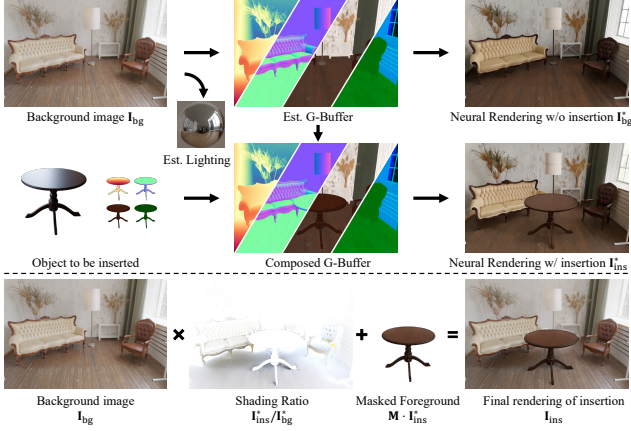 Background image I_bg
Est. G-Buffer
Neural Rendering w/o insertion I*_bg
Est. Lighting
Object to be inserted
Composed G-Buffer
Neural Rendering w/ insertion I*_ins
× + =
Background image
Shading Ratio
Masked Foreground
Final rendering of insertion
I_bg
I*_ins/I*_bg
M · I*_ins
I_ins